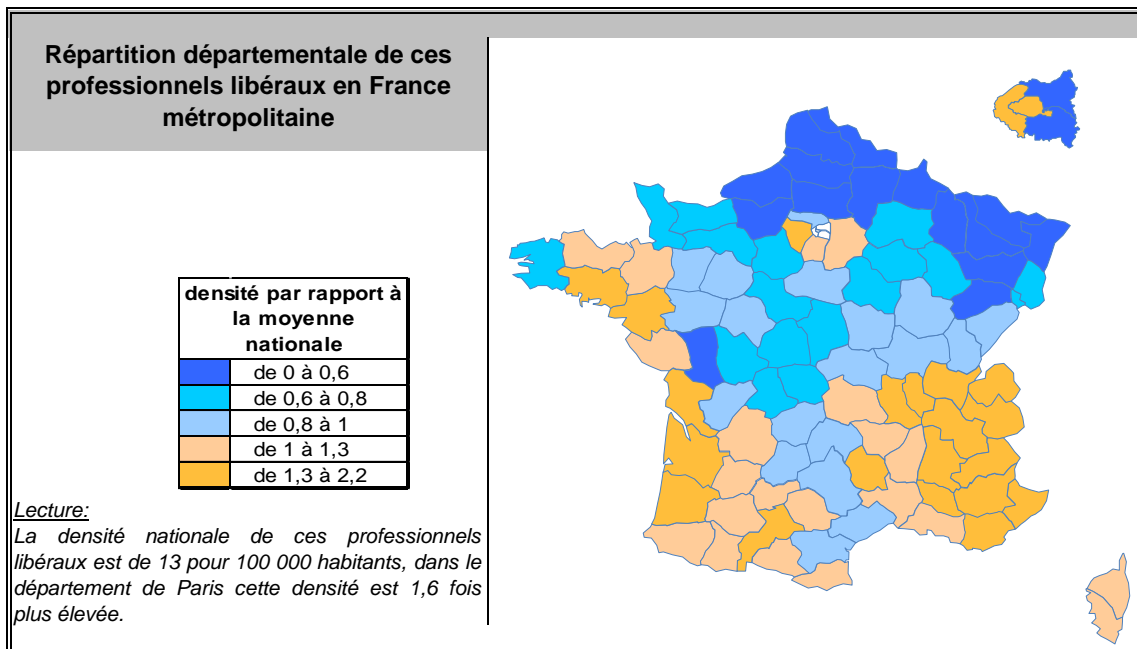 Répartition départementale de ces
professionnels libéraux en France
métropolitaine
densité par rapport à
la moyenne
nationale
de 0 à 0,6
de 0,6 à 0,8
de 0,8 à 1
de 1 à 1,3
de 1,3 à 2,2
Lecture:
La densité nationale de ces professionnels
libéraux est de 13 pour 100 000 habitants, dans le
département de Paris cette densité est 1,6 fois
plus élevée.